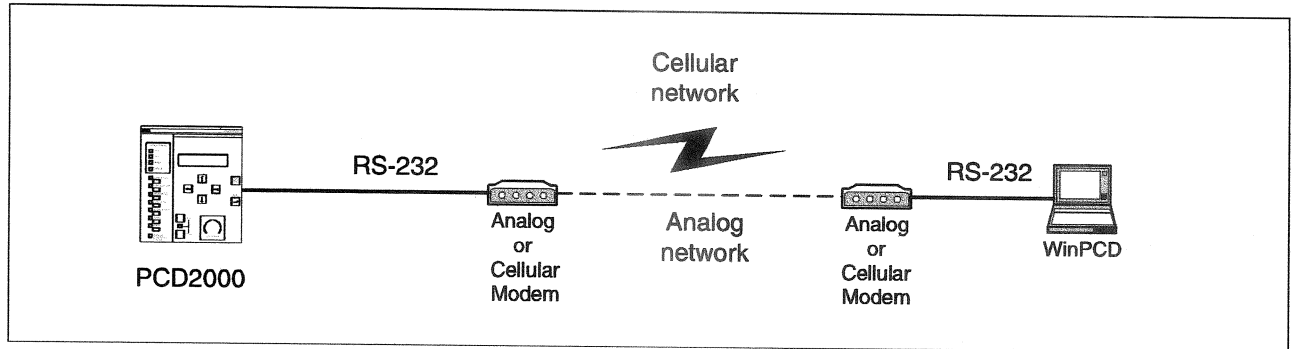 Cellular
network
RS-232
RS-232
Analog
or
Cellular
Modem
Analog
network
Analog
or
Cellular
Modem
WinPCD
PCD2000